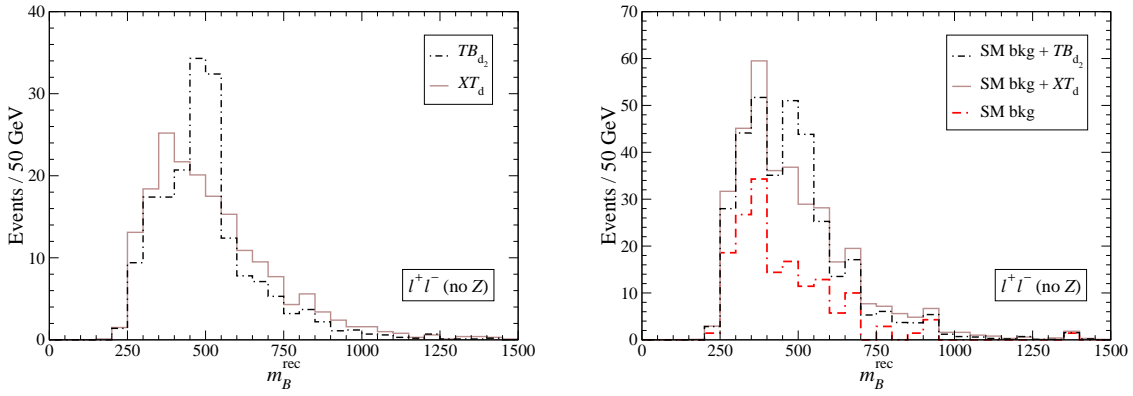 40
30
20
10
0
Events / 50 GeV
TB_{d_2}
XT_d
l^+ l^- (no Z)
0 250 500 750 1000 1250 1500
m_B^{rec}
70
60
50
40
30
20
10
0
Events / 50 GeV
SM bkg + TB_{d_2}
SM bkg + XT_d
SM bkg
l^+ l^- (no Z)
0 250 500 750 1000 1250 1500
m_B^{rec}